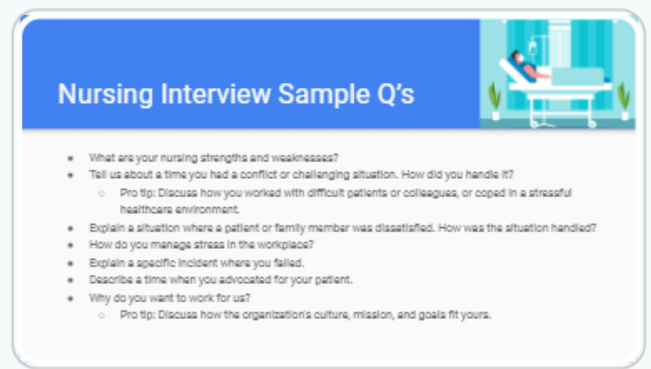 Nursing Interview Sample Q's
● What are your nursing strengths and weaknesses?
● Tell us about a time you had a conflict or challenging situation. How did you handle it?
○ Pro tip: Discuss how you worked with difficult patients or colleagues, or coped in a stressful
healthcare environment.
● Explain a situation where a patient or family member was dissatisfied. How was the situation handled?
● How do you manage stress in the workplace?
● Explain a specific incident where you failed.
● Describe a time when you advocated for your patient.
● Why do you want to work for us?
○ Pro tip: Discuss how the organization's culture, mission, and goals fit yours.